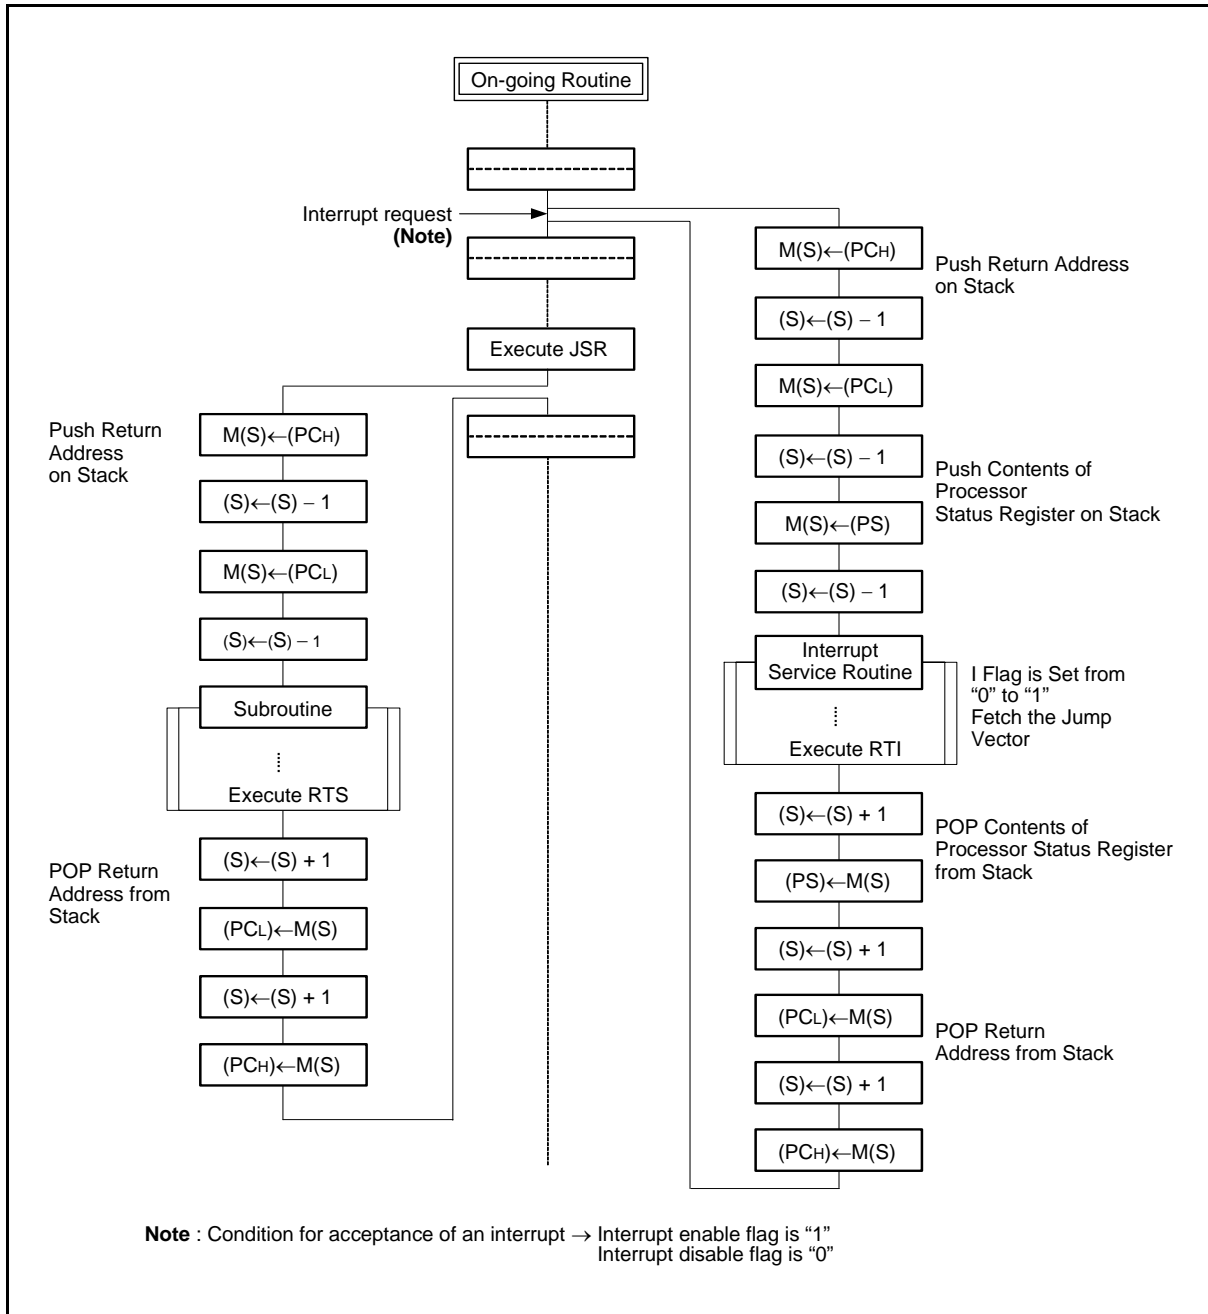 On-going Routine
Interrupt request
(Note)
Execute JSR
Push Return
Address
on Stack
M(S)←(PCH)
(S)←(S) – 1
M(S)←(PCL)
(S)←(S) – 1
Subroutine
Execute RTS
POP Return
Address from
Stack
(S)←(S) + 1
(PCL)←M(S)
(S)←(S) + 1
(PCH)←M(S)
M(S)←(PCH)
Push Return Address
on Stack
(S)←(S) – 1
M(S)←(PCL)
(S)←(S) – 1
Push Contents of
Processor
Status Register on Stack
M(S)←(PS)
(S)←(S) – 1
Interrupt
Service Routine
I Flag is Set from
“0” to “1”
Fetch the Jump
Vector
Execute RTI
(S)←(S) + 1
POP Contents of
Processor Status Register
from Stack
(PS)←M(S)
(S)←(S) + 1
(PCL)←M(S)
POP Return
Address from Stack
(S)←(S) + 1
(PCH)←M(S)
Note : Condition for acceptance of an interrupt → Interrupt enable flag is “1”
Interrupt disable flag is “0”